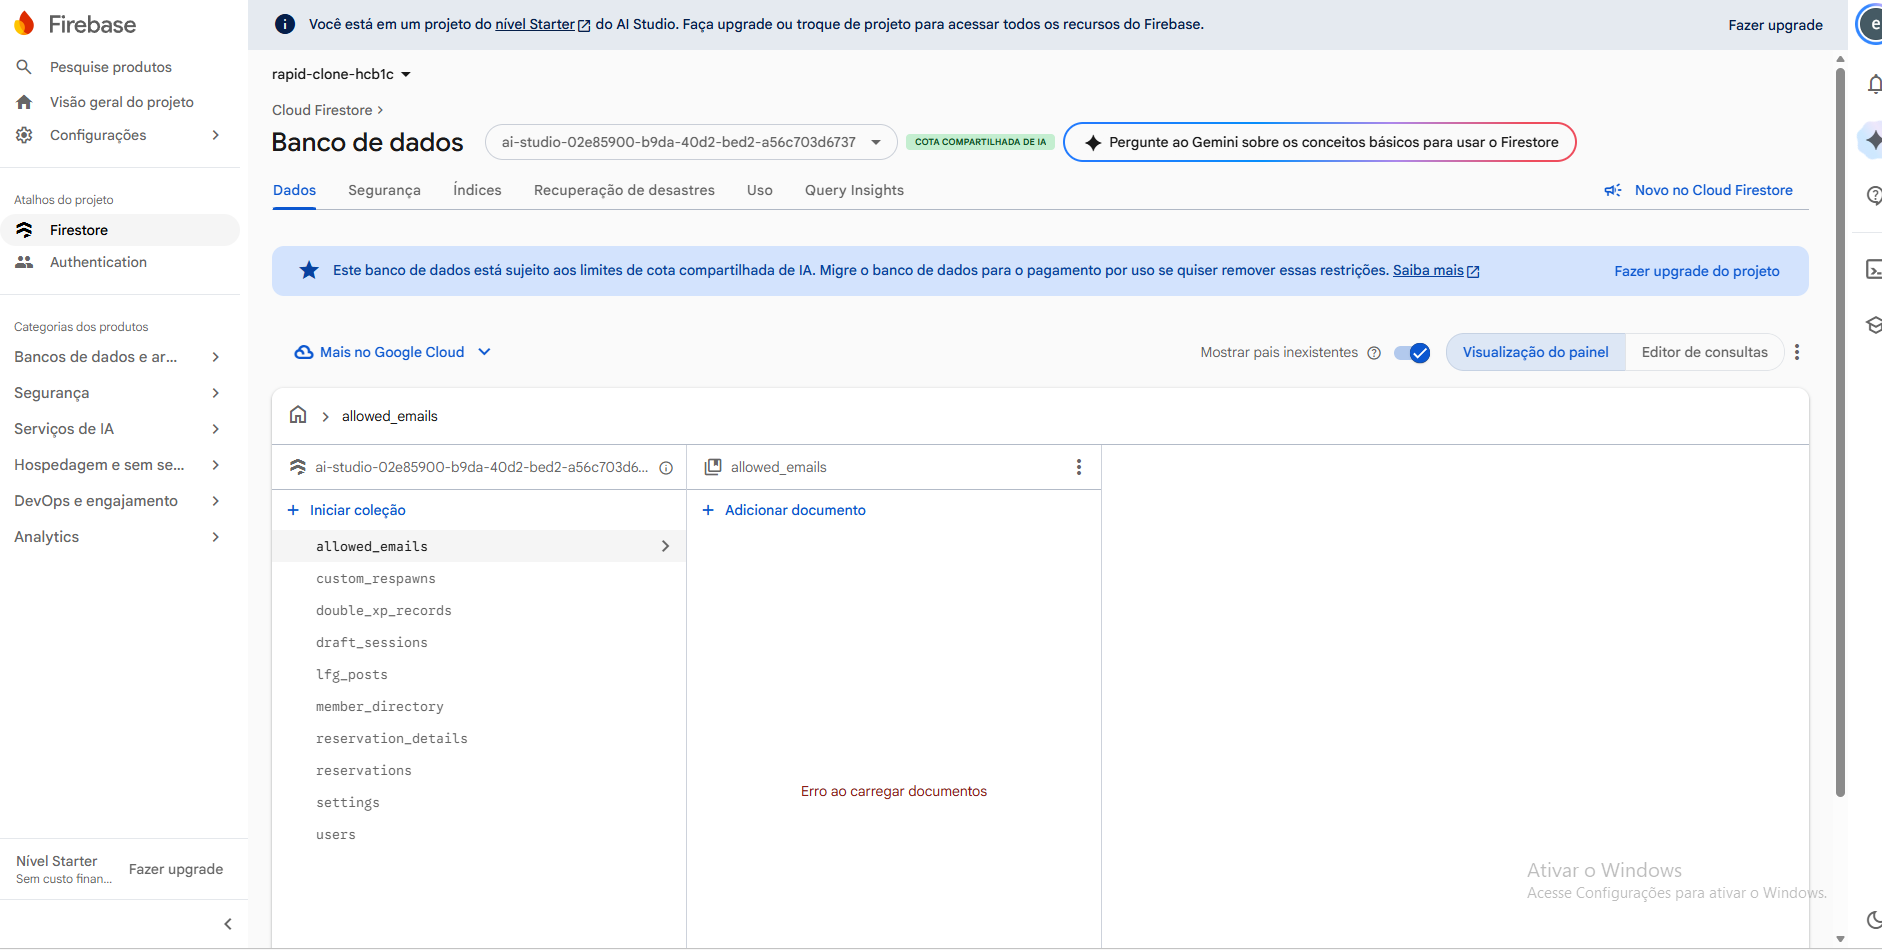 Firebase
Pesquise produtos
Visão geral do projeto
Configurações
Atalhos do projeto
Firestore
Authentication
Categorias dos produtos
Bancos de dados e ar...
Segurança
Serviços de IA
Hospedagem e sem se...
DevOps e engajamento
Analytics
Nível Starter
Sem custo finan...
Fazer upgrade
Você está em um projeto do nível Starter do AI Studio. Faça upgrade ou troque de projeto para acessar todos os recursos do Firebase.
Fazer upgrade
e
rapid-clone-hcb1c
Cloud Firestore
Banco de dados
ai-studio-02e85900-b9da-40d2-bed2-a56c703d6737
COTA COMPARTILHADA DE IA
Pergunte ao Gemini sobre os conceitos básicos para usar o Firestore
Dados Segurança Índices Recuperação de desastres Uso Query Insights
Novo no Cloud Firestore
Este banco de dados está sujeito aos limites de cota compartilhada de IA. Migre o banco de dados para o pagamento por uso se quiser remover essas restrições. Saiba mais
Fazer upgrade do projeto
Mais no Google Cloud
Mostrar pais inexistentes
Visualização do painel
Editor de consultas
allowed_emails
ai-studio-02e85900-b9da-40d2-bed2-a56c703d6...
Iniciar coleção
allowed_emails
custom_respawns
double_xp_records
draft_sessions
lfg_posts
member_directory
reservation_details
reservations
settings
users
allowed_emails
Adicionar documento
Erro ao carregar documentos
Ativar o Windows
Acesse Configurações para ativar o Windows.